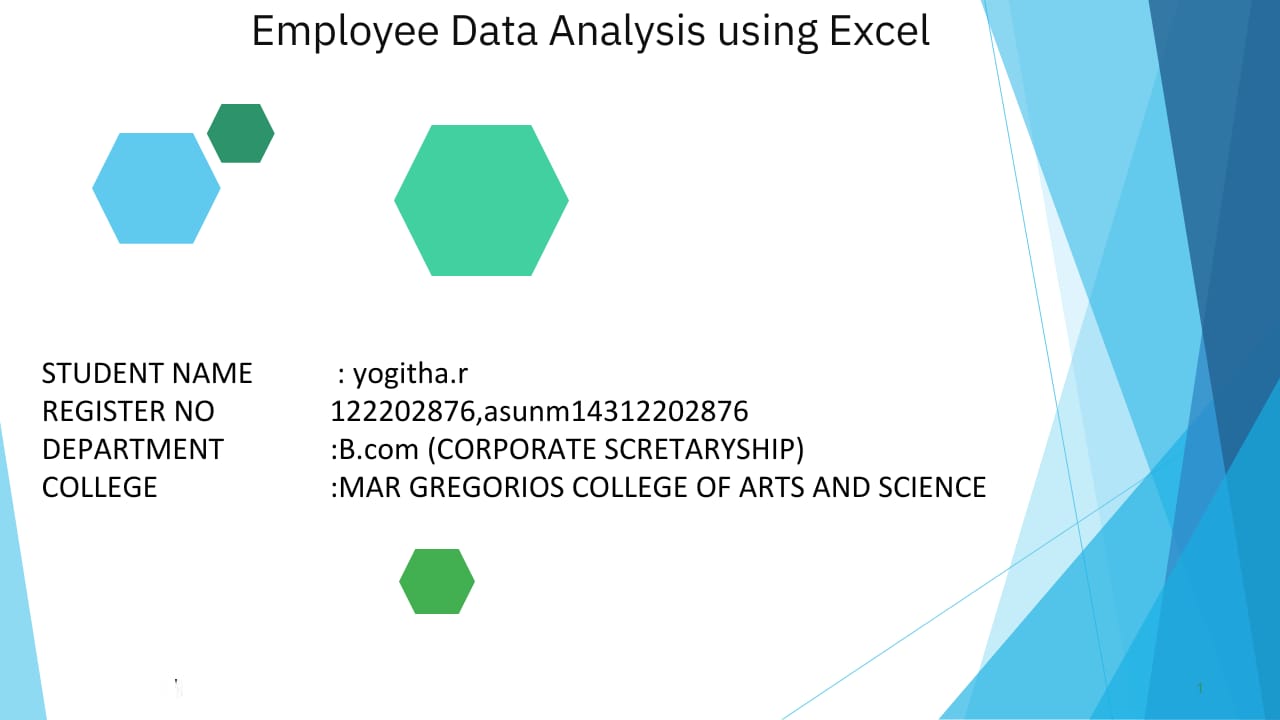 Employee Data Analysis using Excel
STUDENT NAME : yogitha.r
REGISTER NO 122202876,asunm14312202876
DEPARTMENT :B.com (CORPORATE SCRETARYSHIP)
COLLEGE :MAR GREGORIOS COLLEGE OF ARTS AND SCIENCE
1